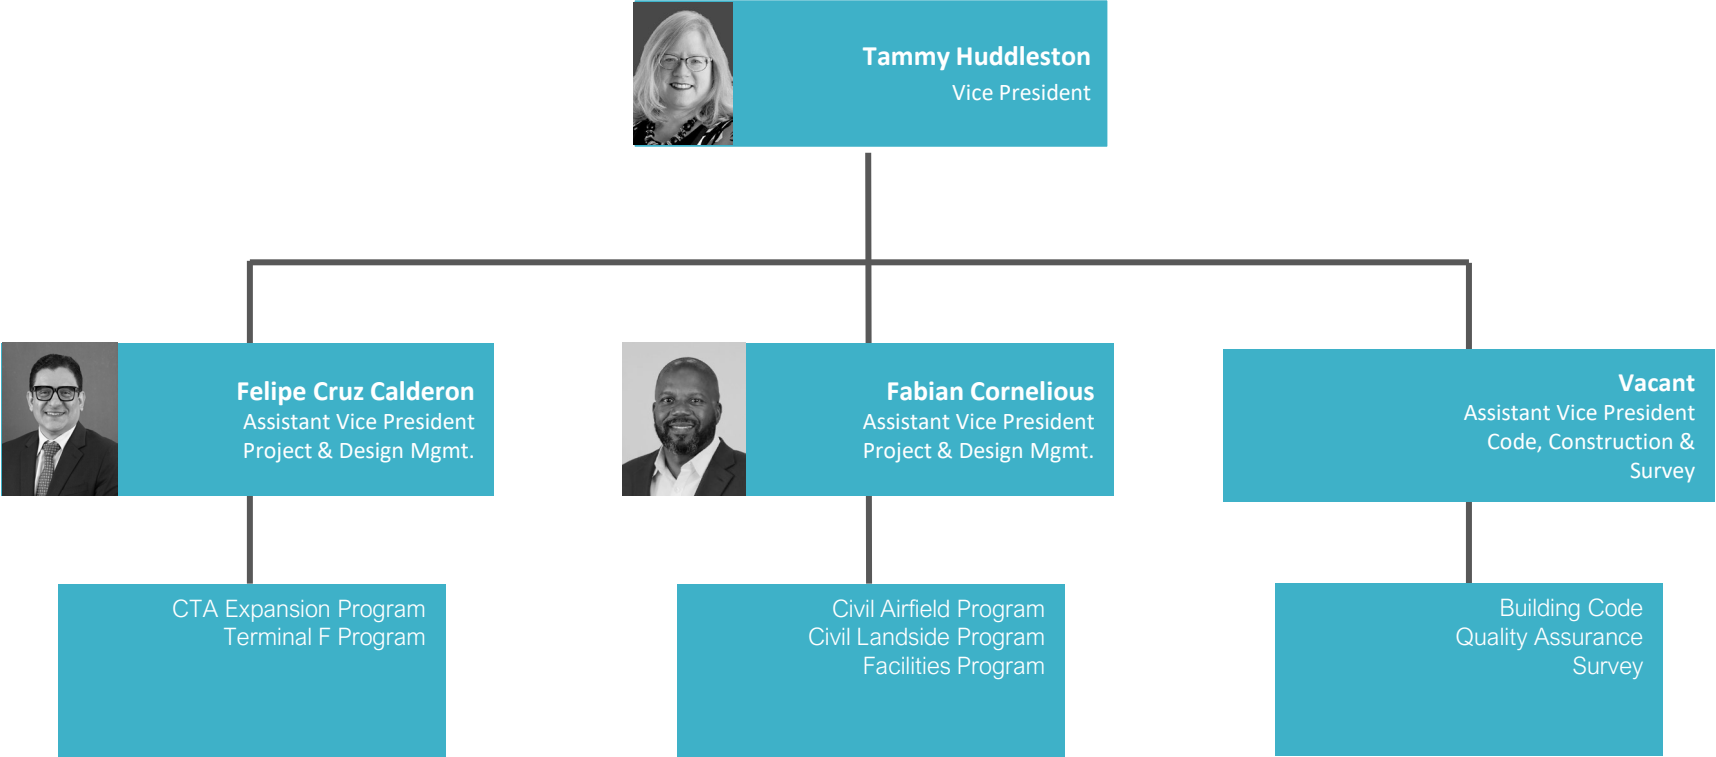 Tammy Huddleston
Vice President
Felipe Cruz Calderon
Assistant Vice President
Project & Design Mgmt.
Fabian Cornelious
Assistant Vice President
Project & Design Mgmt.
Vacant
Assistant Vice President
Code, Construction &
Survey
CTA Expansion Program
Terminal F Program
Civil Airfield Program
Civil Landside Program
Facilities Program
Building Code
Quality Assurance
Survey